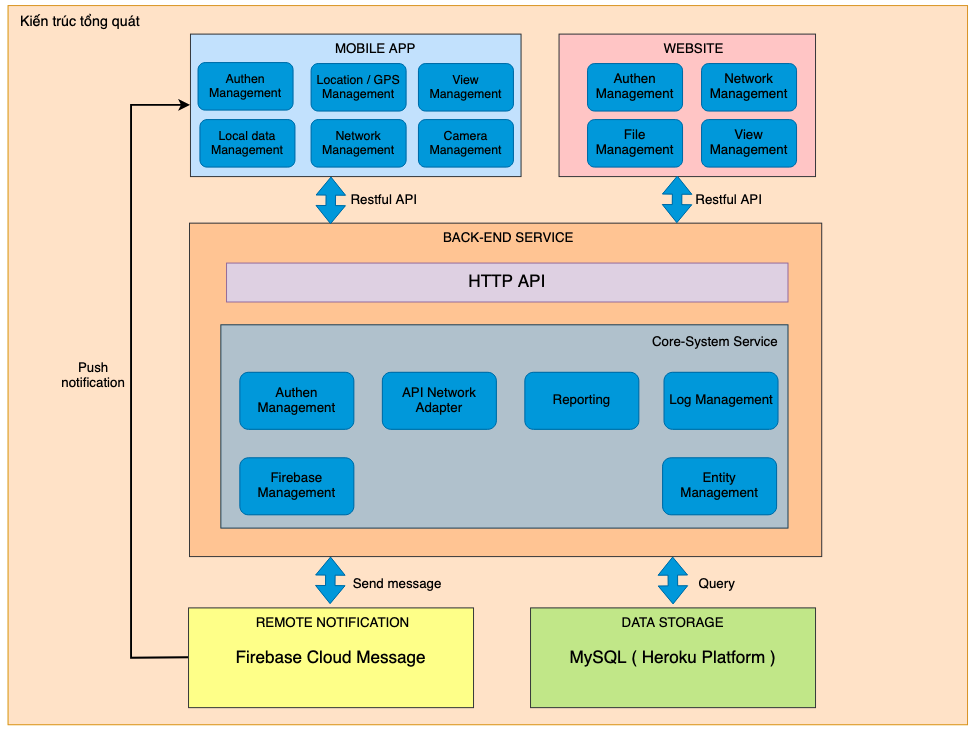 Kiến trúc tổng quát
MOBILE APP
Authen
Management
Location / GPS
Management
View
Management
Local data
Management
Network
Management
Camera
Management
WEBSITE
Authen
Management
Network
Management
File
Management
View
Management
Restful API
Restful API
BACK-END SERVICE
HTTP API
Core-System Service
Authen
Management
API Network
Adapter
Reporting
Log Management
Firebase
Management
Entity
Management
Push
notification
Send message
Query
REMOTE NOTIFICATION
Firebase Cloud Message
DATA STORAGE
MySQL ( Heroku Platform )